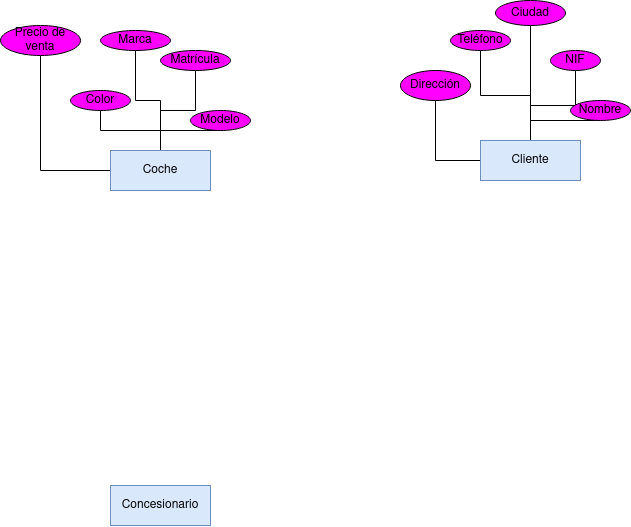 Ciudad
Precio de
venta
Marca
Teléfono
Matrícula
NIF
Dirección
Color
Nombre
Modelo
Coche
Cliente
Concesionario